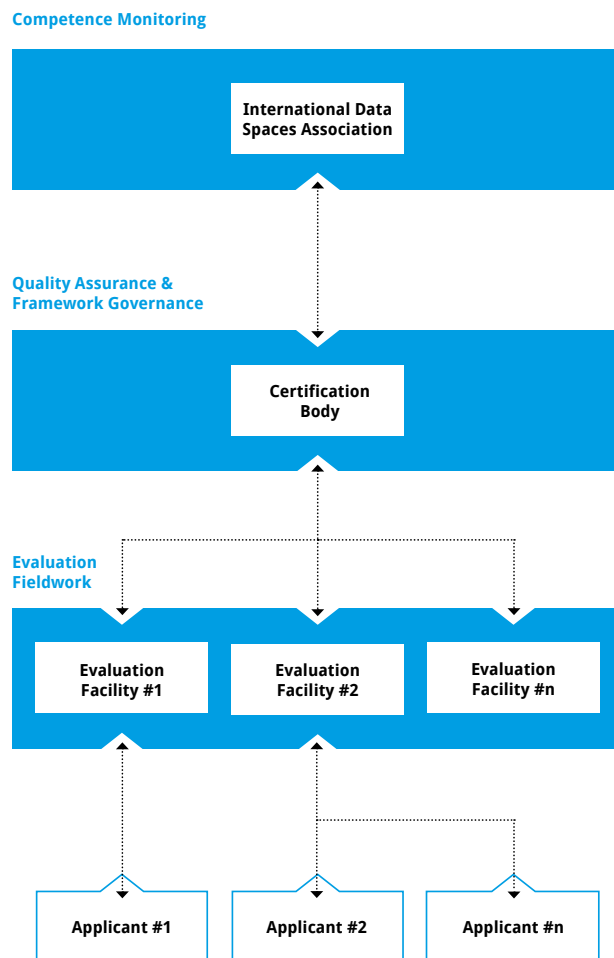 Competence Monitoring
International Data
Spaces Association
Quality Assurance &
Framework Governance
Certification
Body
Evaluation
Fieldwork
Evaluation
Facility #1
Evaluation
Facility #2
Evaluation
Facility #n
Applicant #1
Applicant #2
Applicant #n